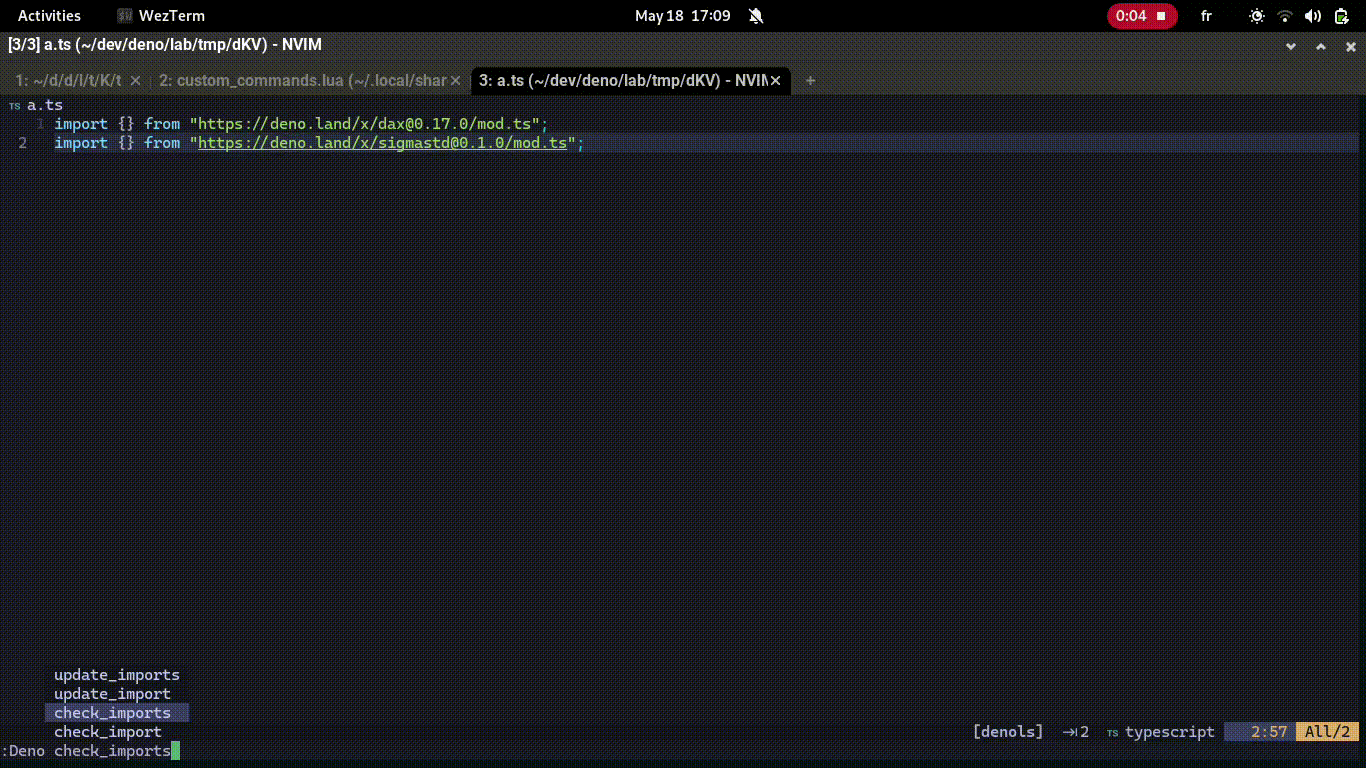 Activities WezTerm May 18 17:09 0:04 fr
[3/3] a.ts (~/dev/deno/lab/tmp/dKV) - NVIM
1: ~/d/d/l/t/K/t × 2: custom_commands.lua (~/.local/shar × 3: a.ts (~/dev/deno/lab/tmp/dKV) - NVIM × +
TS a.ts
1 import {} from "https://deno.land/x/dax@0.17.0/mod.ts";
2 import {} from "https://deno.land/x/sigmastd@0.1.0/mod.ts";
update_imports
update_import
check_imports
check_import
[denols] ⇥2 TS typescript 2:57 All/2
:Deno check_imports